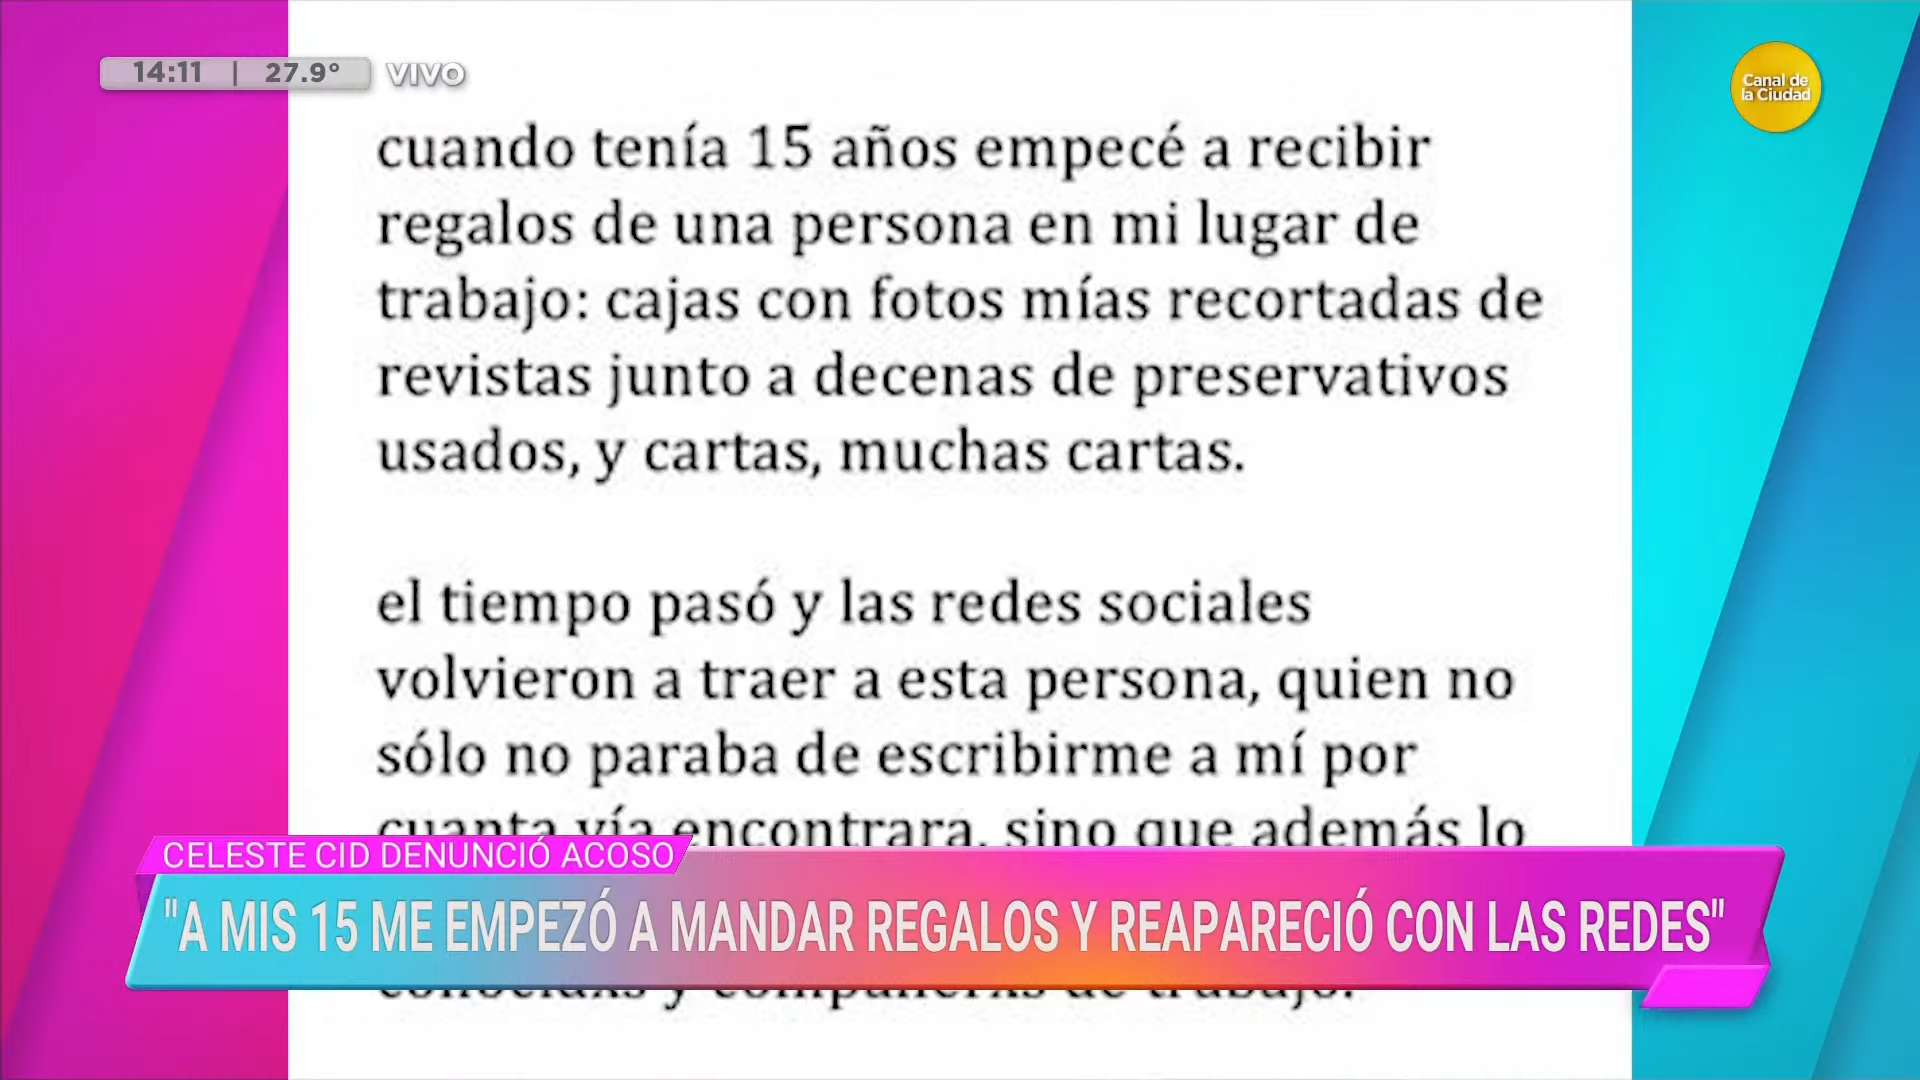 14:11 | 27.9° VIVO
Canal de
la Ciudad
cuando tenía 15 años empecé a recibir
regalos de una persona en mi lugar de
trabajo: cajas con fotos mías recortadas de
revistas junto a decenas de preservativos
usados, y cartas, muchas cartas.
el tiempo pasó y las redes sociales
volvieron a traer a esta persona, quien no
sólo no paraba de escribirme a mí por
cuanta vía encontrara, sino que además lo
CELESTE CID DENUNCIÓ ACOSO
"A MIS 15 ME EMPEZÓ A MANDAR REGALOS Y REAPARECIÓ CON LAS REDES"
conocidxs y compañerxs de trabajo.